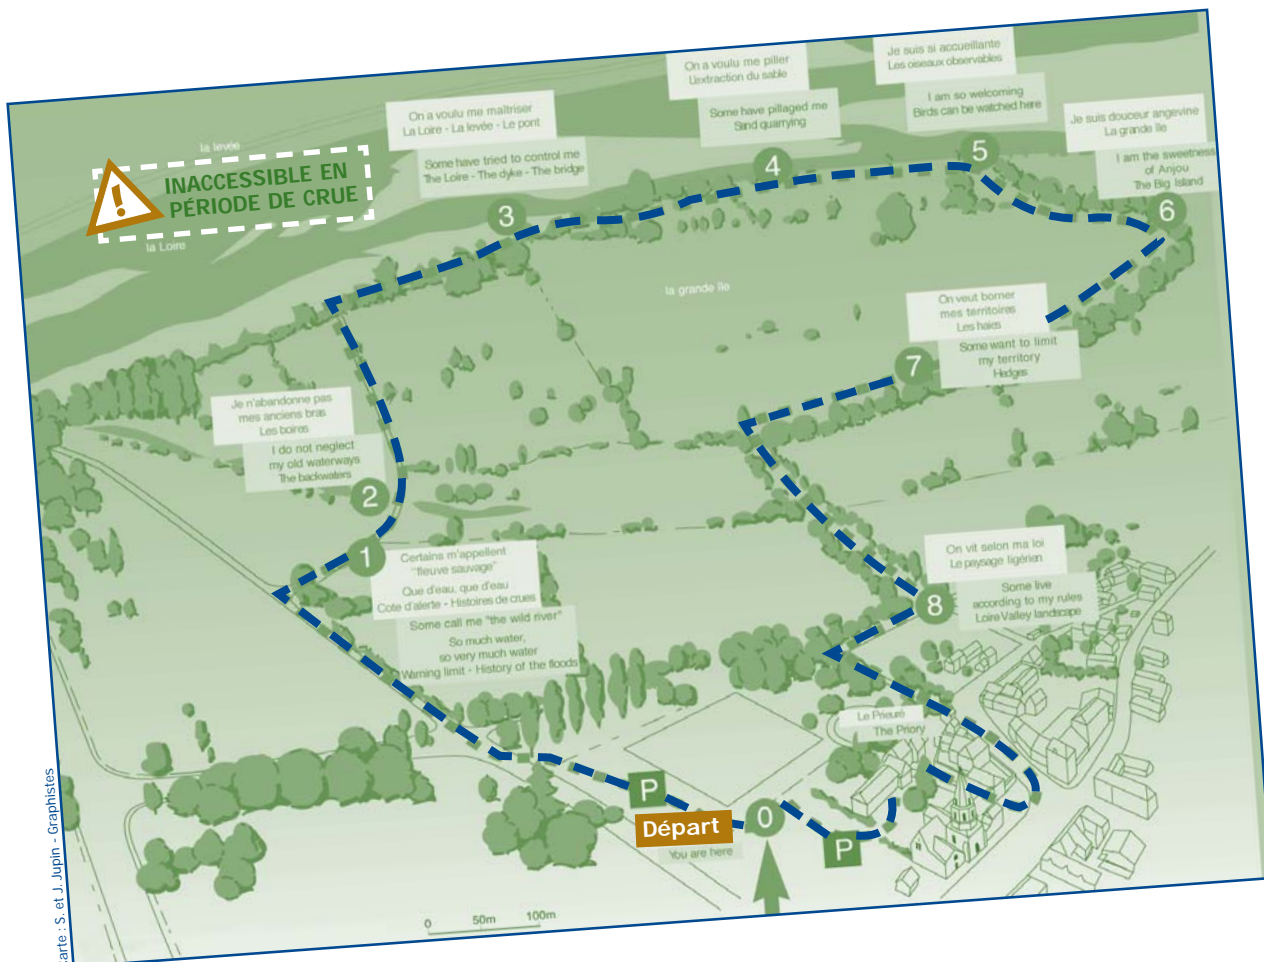 On a voulu me piller
L'extraction du sable
Some have pillaged me
Sand quarrying
Je suis si accueillante
Les oiseaux observables
I am so welcoming
Birds can be watched here
On a voulu me maîtriser
La Loire - La levée - Le pont
Some have tried to control me
The Loire - The dyke - The bridge
Je suis douceur angevine
La grande île
I am the sweetness
of Anjou
The Big Island
la levée
INACCESSIBLE EN
PÉRIODE DE CRUE
la Loire
3
4
5
6
la grande île
On veut borner
mes territoires
Les haies
Some want to limit
my territory
Hedges
7
Je n'abandonne pas
mes anciens bras
Les boires
I do not neglect
my old waterways
The backwaters
2
1
Certains m'appellent
"fleuve sauvage"
Que d'eau, que d'eau
Cote d'alerte - Histoires de crues
Some call me "the wild river"
So much water,
so very much water
Warning limit - History of the floods
On vit selon ma loi
Le paysage ligérien
Some live
according to my rules
Loire Valley landscape
8
Le Prieuré
The Priory
P
Départ
0
You are here
P
0 50m 100m
arte : S. et J. Jupin - Graphistes